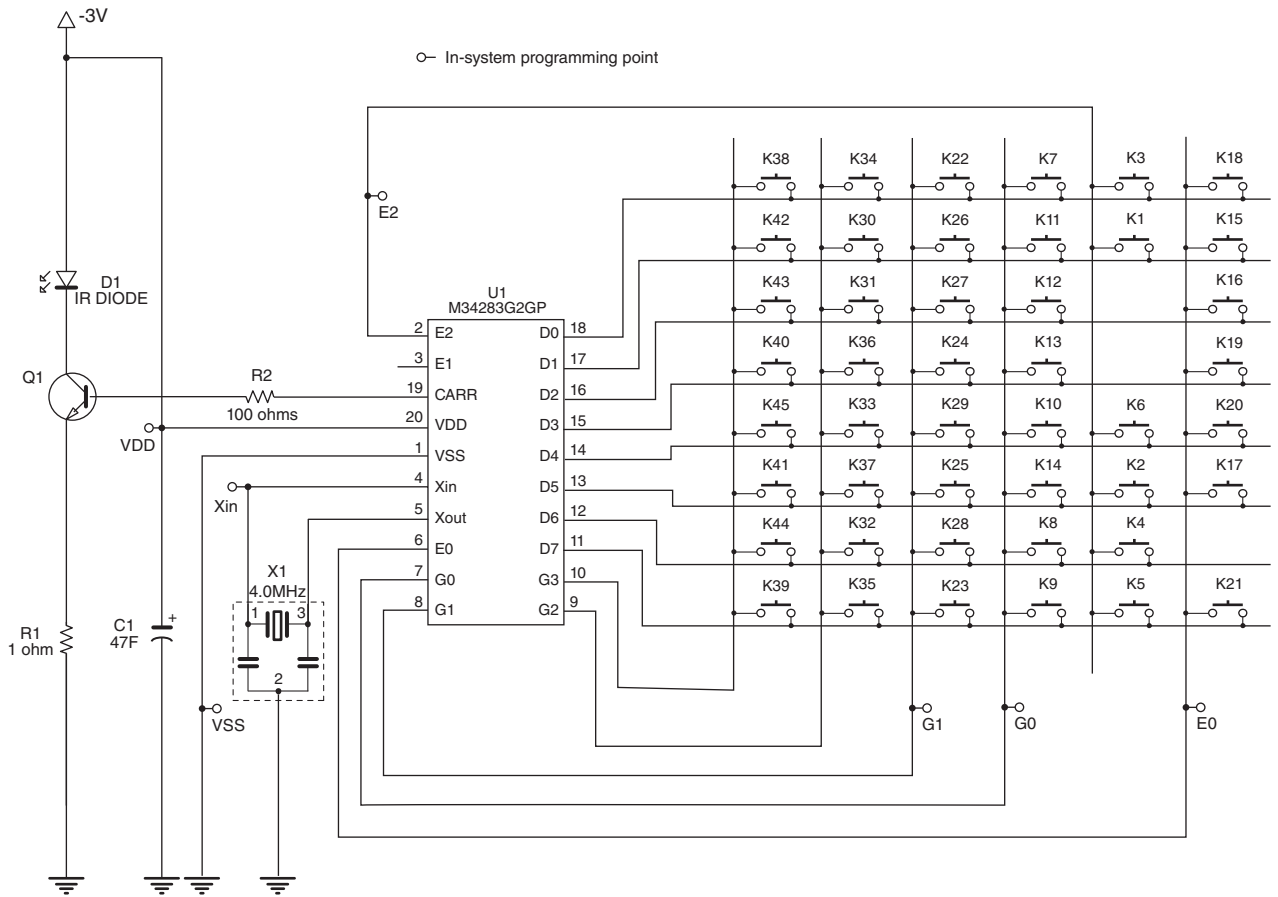 -3V
In-system programming point
K38 K34 K22 K7 K3 K18
E2
K42 K30 K26 K11 K1 K15
D1
IR DIODE
U1
M34283G2GP
K43 K31 K27 K12 K16
2 E2 D0 18
3 E1 D1 17
K40 K36 K24 K13 K19
Q1
R2
100 ohms
19 CARR D2 16
VDD
20 VDD D3 15
K45 K33 K29 K10 K6 K20
1 VSS D4 14
K41 K37 K25 K14 K2 K17
Xin
4 Xin D5 13
5 Xout D6 12
K44 K32 K28 K8 K4
6 E0 D7 11
X1
4.0MHz
7 G0 G3 10
K39 K35 K23 K9 K5 K21
8 G1 G2 9
1 3
2
R1
1 ohm
C1
47F
+
VSS
G1 G0 E0